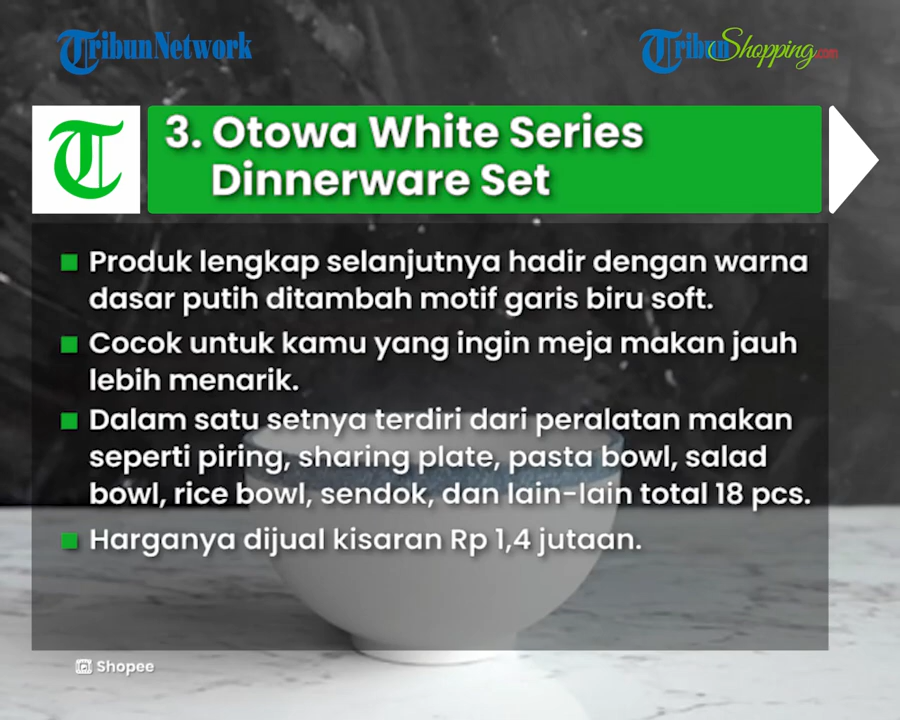 TribunNetwork
TribunShopping.com
T
3. Otowa White Series
Dinnerware Set
Produk lengkap selanjutnya hadir dengan warna
dasar putih ditambah motif garis biru soft.
Cocok untuk kamu yang ingin meja makan jauh
lebih menarik.
Dalam satu setnya terdiri dari peralatan makan
seperti piring, sharing plate, pasta bowl, salad
bowl, rice bowl, sendok, dan lain-lain total 18 pcs.
Harganya dijual kisaran Rp 1,4 jutaan.
Shopee